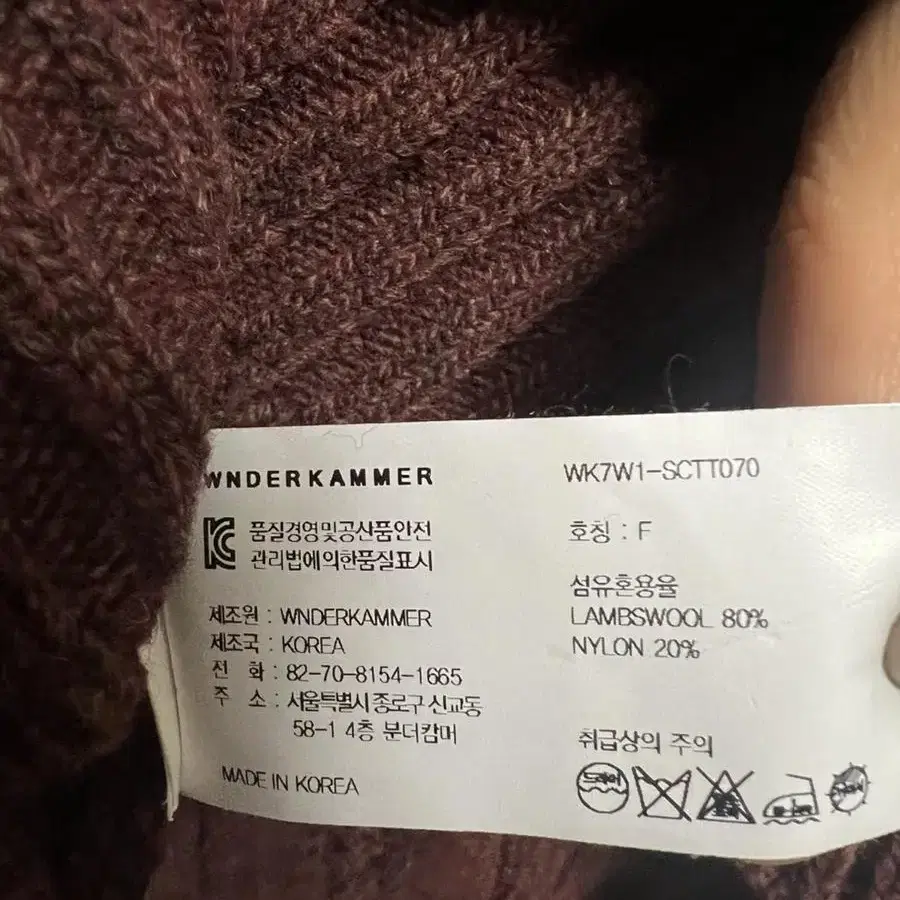 WNDERKAMMER
품질경영및공산품안전
관리법에의한품질표시
제조원 : WNDERKAMMER
제조국 : KOREA
전 화 : 82-70-8154-1665
주 소 : 서울특별시 종로구 신교동
58-1 4층 분더캄머
MADE IN KOREA
WK7W1-SCTT070
호칭 : F
섬유혼용율
LAMBSWOOL 80%
NYLON 20%
취급상의 주의
드라이